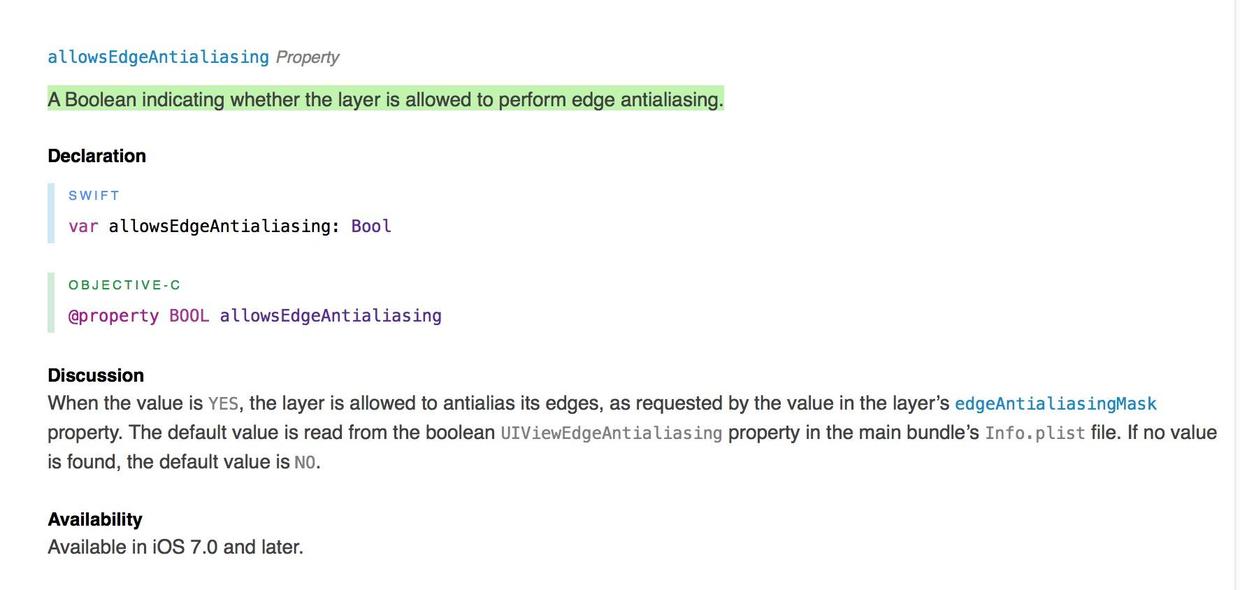 allowsEdgeAntialiasing Property
A Boolean indicating whether the layer is allowed to perform edge antialiasing.
Declaration
SWIFT
var allowsEdgeAntialiasing: Bool
OBJECTIVE-C
@property BOOL allowsEdgeAntialiasing
Discussion
When the value is YES, the layer is allowed to antialias its edges, as requested by the value in the layer’s edgeAntialiasingMask
property. The default value is read from the boolean UIViewEdgeAntialiasing property in the main bundle’s Info.plist file. If no value
is found, the default value is NO.
Availability
Available in iOS 7.0 and later.